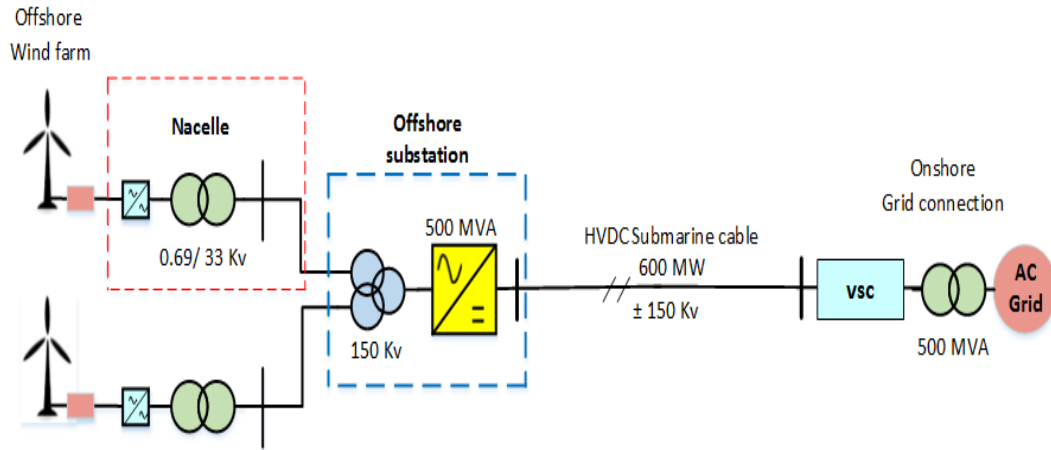 Offshore
Wind farm
Nacelle
0.69/ 33 Kv
Offshore
substation
500 MVA
150 Kv
HVDC Submarine cable
600 MW
± 150 Kv
Onshore
Grid connection
vsc
AC
Grid
500 MVA